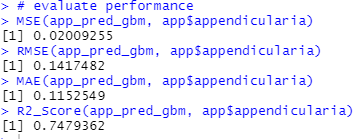 > # evaluate performance
> MSE(app_pred_gbm, app$appendicularia)
[1] 0.02009255
> RMSE(app_pred_gbm, app$appendicularia)
[1] 0.1417482
> MAE(app_pred_gbm, app$appendicularia)
[1] 0.1152549
> R2_Score(app_pred_gbm, app$appendicularia)
[1] 0.7479362